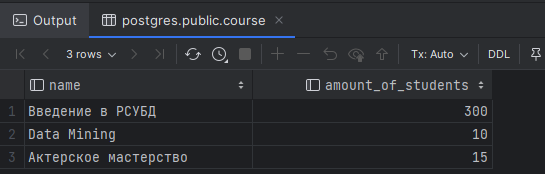 Output postgres.public.course
3 rows Tx: Auto DDL
name amount_of_students
1 Введение в РСУБД 300
2 Data Mining 10
3 Актерское мастерство 15